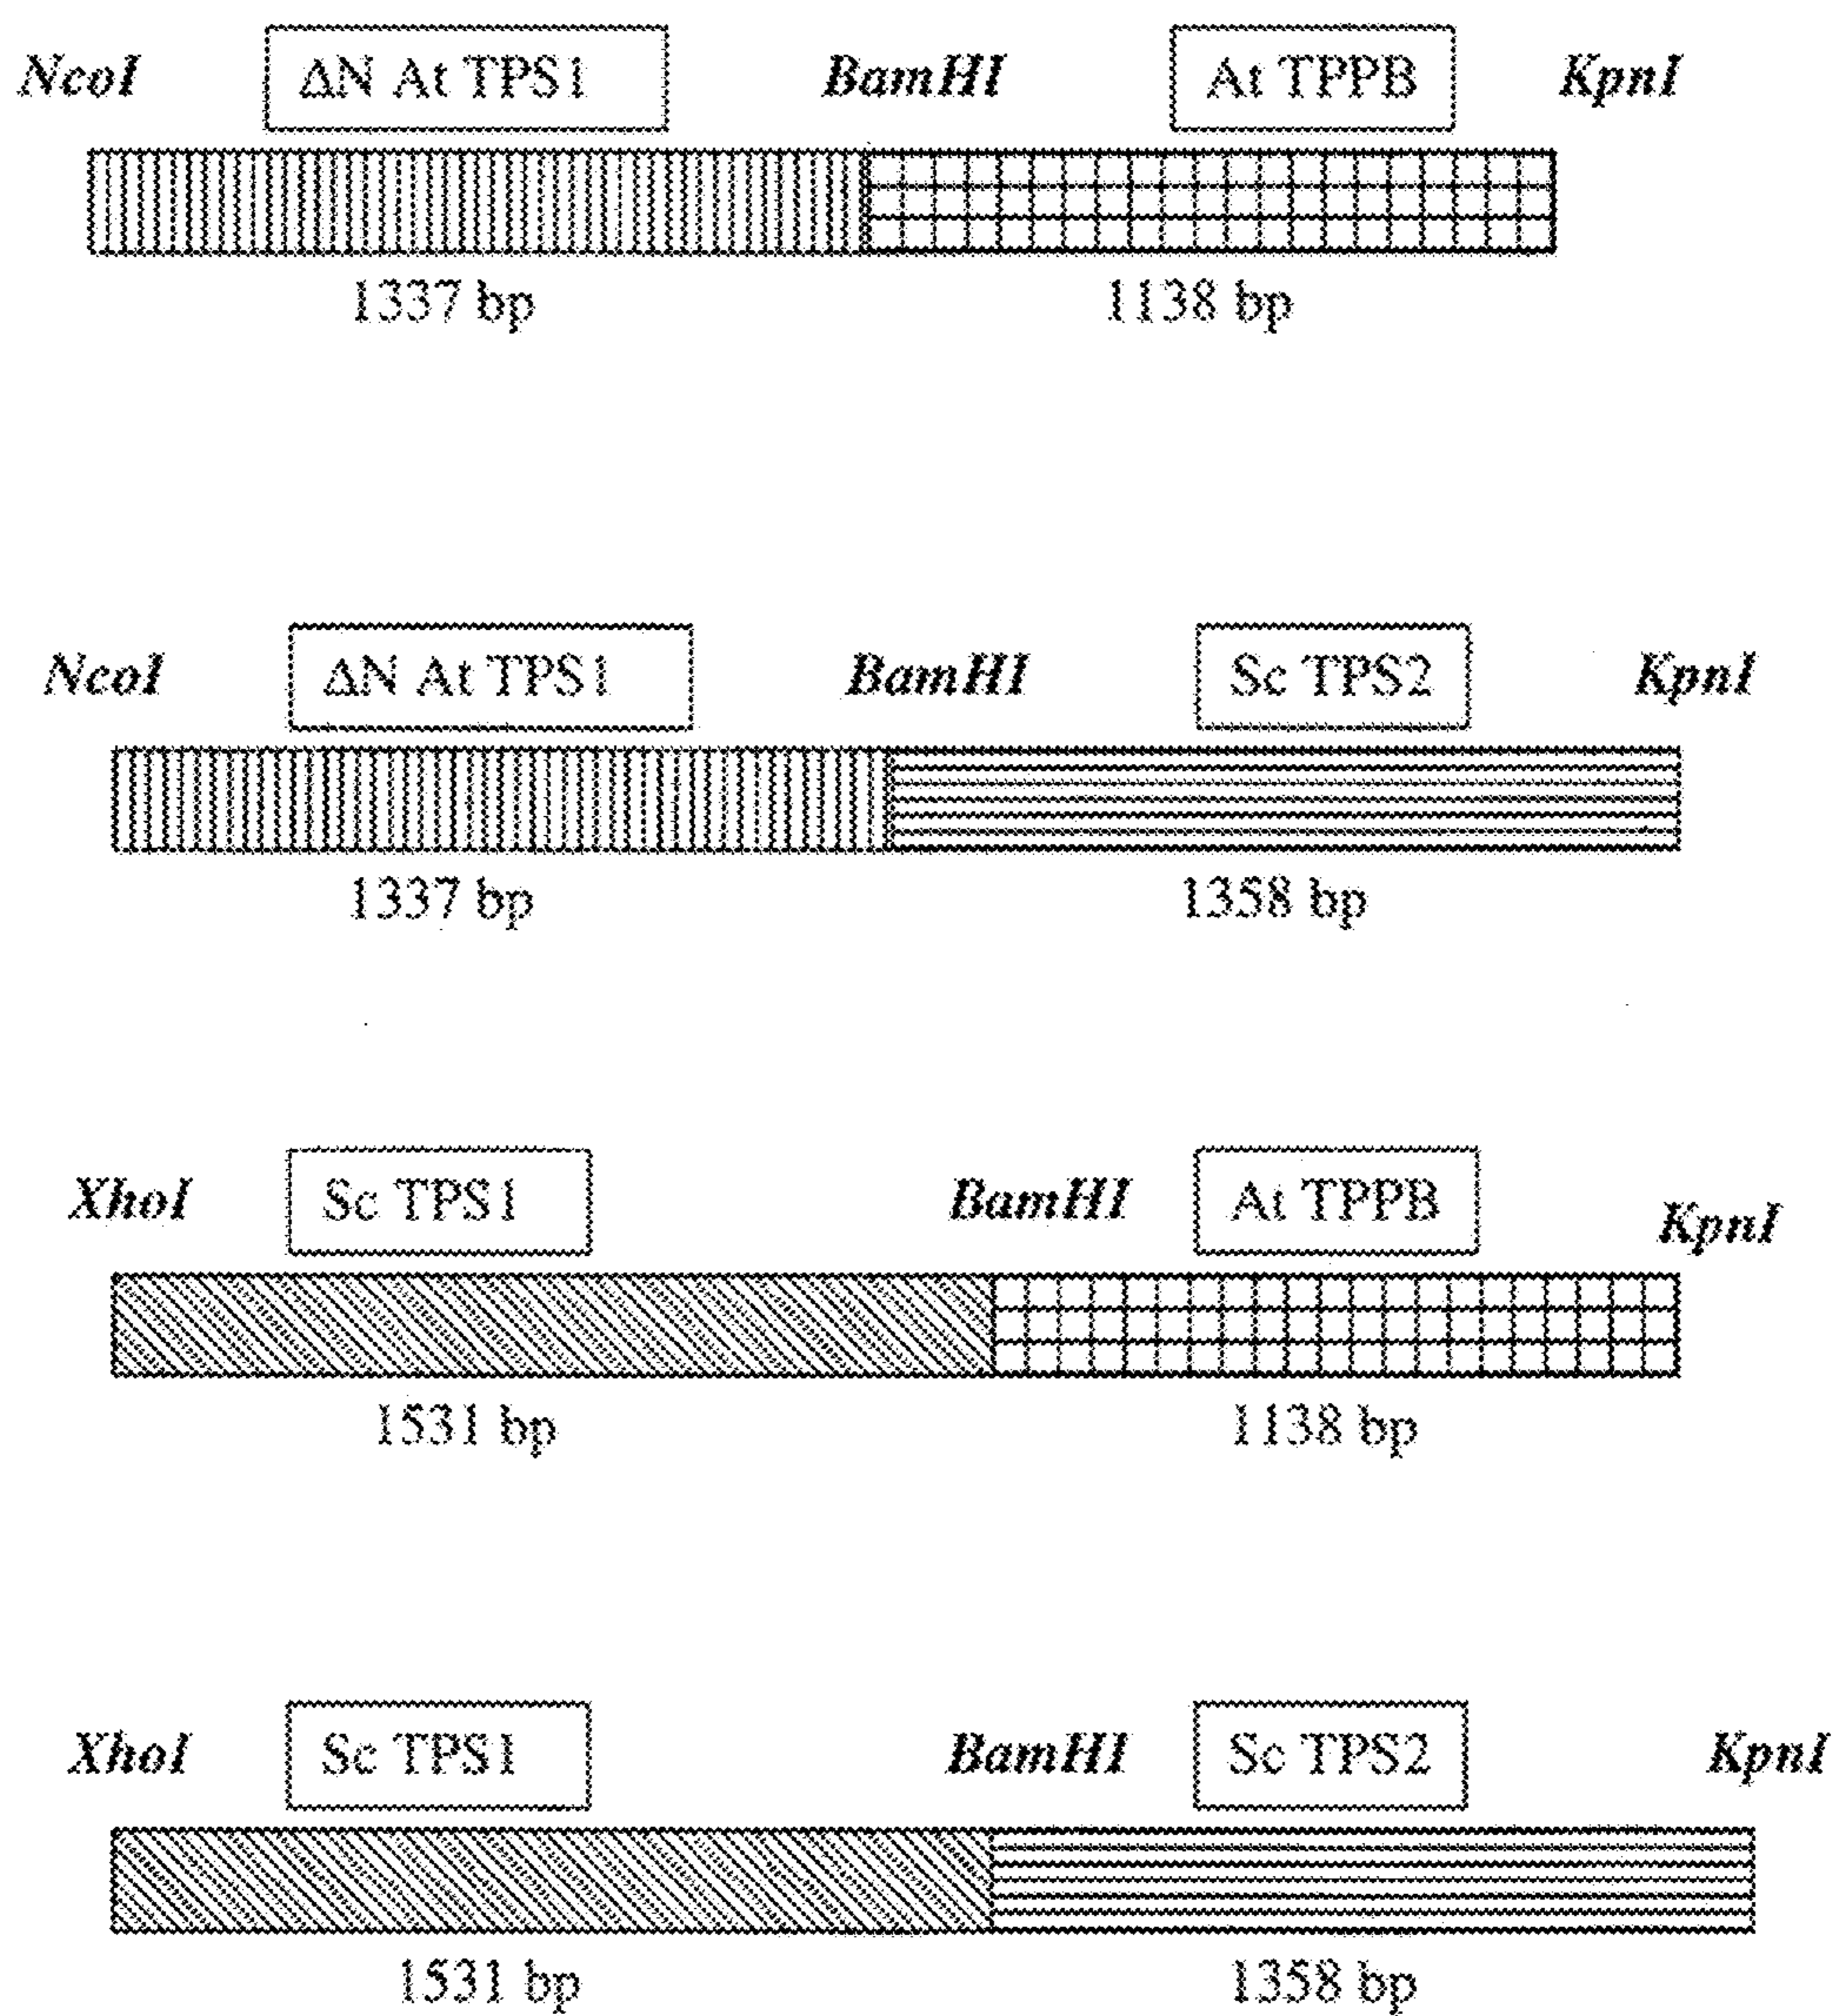 NcoI ΔN At TPS1 BamHI At TPPB KpnI
1337 bp 1138 bp
NcoI ΔN At TPS1 BamHI Sc TPS2 KpnI
1337 bp 1358 bp
XhoI Sc TPS1 BamHI At TPPB KpnI
1531 bp 1138 bp
XhoI Sc TPS1 BamHI Sc TPS2 KpnI
1531 bp 1358 bp